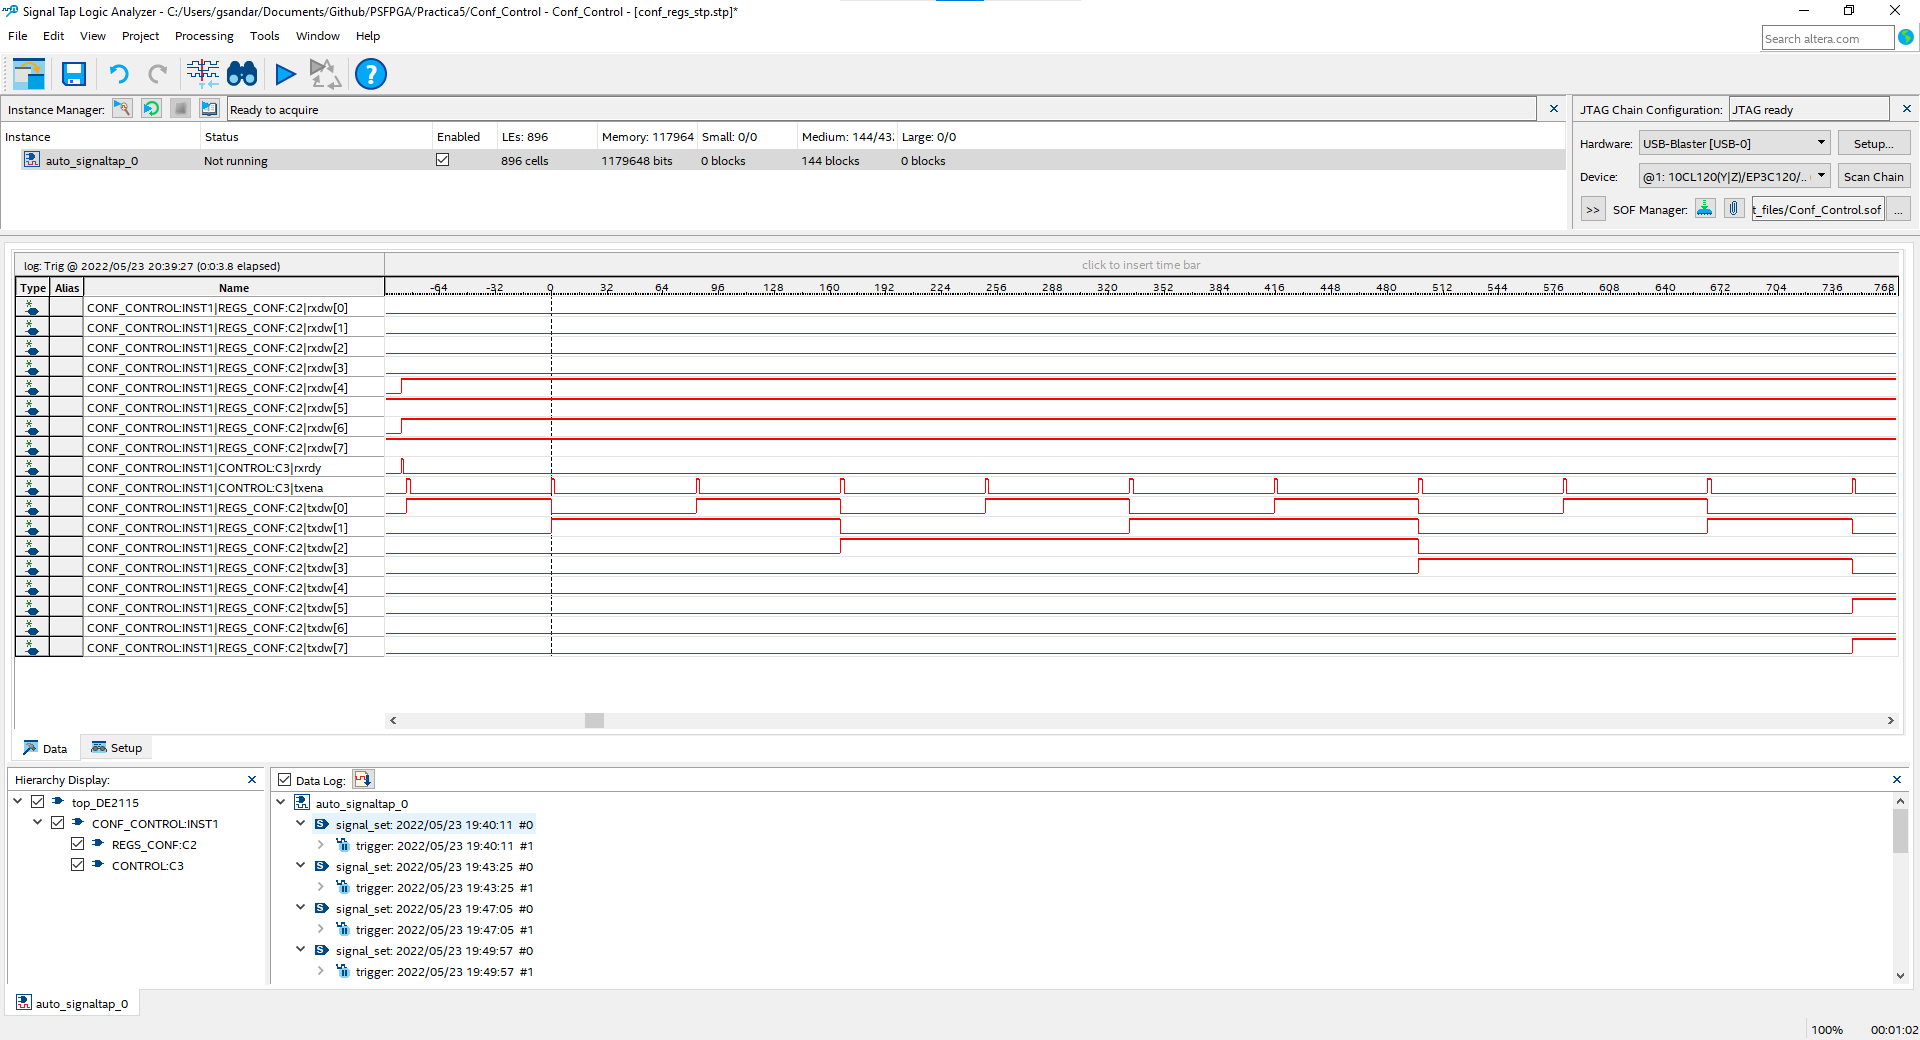 Signal Tap Logic Analyzer - C:/Users/gsandar/Documents/Github/PSFPGA/Practica5/Conf_Control - Conf_Control - [conf_regs_stp.stp]*
File Edit View Project Processing Tools Window Help
Search altera.com
Instance Manager: Ready to acquire
JTAG Chain Configuration: JTAG ready
Instance Status Enabled LEs: 896 Memory: 117964 Small: 0/0 Medium: 144/43 Large: 0/0
auto_signaltap_0 Not running 896 cells 1179648 bits 0 blocks 144 blocks 0 blocks
Hardware: USB-Blaster [USB-0] Setup...
Device: @1: 10CL120(Y|Z)/EP3C120/.. Scan Chain
>> SOF Manager: t_files/Conf_Control.sof ...
log: Trig @ 2022/05/23 20:39:27 (0:0:3.8 elapsed) click to insert time bar
Type Alias Name -64 -32 0 32 64 96 128 160 192 224 256 288 320 352 384 416 448 480 512 544 576 608 640 672 704 736 768
CONF_CONTROL:INST1|REGS_CONF:C2|rxdw[0]
CONF_CONTROL:INST1|REGS_CONF:C2|rxdw[1]
CONF_CONTROL:INST1|REGS_CONF:C2|rxdw[2]
CONF_CONTROL:INST1|REGS_CONF:C2|rxdw[3]
CONF_CONTROL:INST1|REGS_CONF:C2|rxdw[4]
CONF_CONTROL:INST1|REGS_CONF:C2|rxdw[5]
CONF_CONTROL:INST1|REGS_CONF:C2|rxdw[6]
CONF_CONTROL:INST1|REGS_CONF:C2|rxdw[7]
CONF_CONTROL:INST1|CONTROL:C3|rxrdy
CONF_CONTROL:INST1|CONTROL:C3|txena
CONF_CONTROL:INST1|REGS_CONF:C2|txdw[0]
CONF_CONTROL:INST1|REGS_CONF:C2|txdw[1]
CONF_CONTROL:INST1|REGS_CONF:C2|txdw[2]
CONF_CONTROL:INST1|REGS_CONF:C2|txdw[3]
CONF_CONTROL:INST1|REGS_CONF:C2|txdw[4]
CONF_CONTROL:INST1|REGS_CONF:C2|txdw[5]
CONF_CONTROL:INST1|REGS_CONF:C2|txdw[6]
CONF_CONTROL:INST1|REGS_CONF:C2|txdw[7]
Data Setup
Hierarchy Display:
top_DE2115
CONF_CONTROL:INST1
REGS_CONF:C2
CONTROL:C3
Data Log:
auto_signaltap_0
signal_set: 2022/05/23 19:40:11 #0
trigger: 2022/05/23 19:40:11 #1
signal_set: 2022/05/23 19:43:25 #0
trigger: 2022/05/23 19:43:25 #1
signal_set: 2022/05/23 19:47:05 #0
trigger: 2022/05/23 19:47:05 #1
signal_set: 2022/05/23 19:49:57 #0
trigger: 2022/05/23 19:49:57 #1
auto_signaltap_0
100% 00:01:02